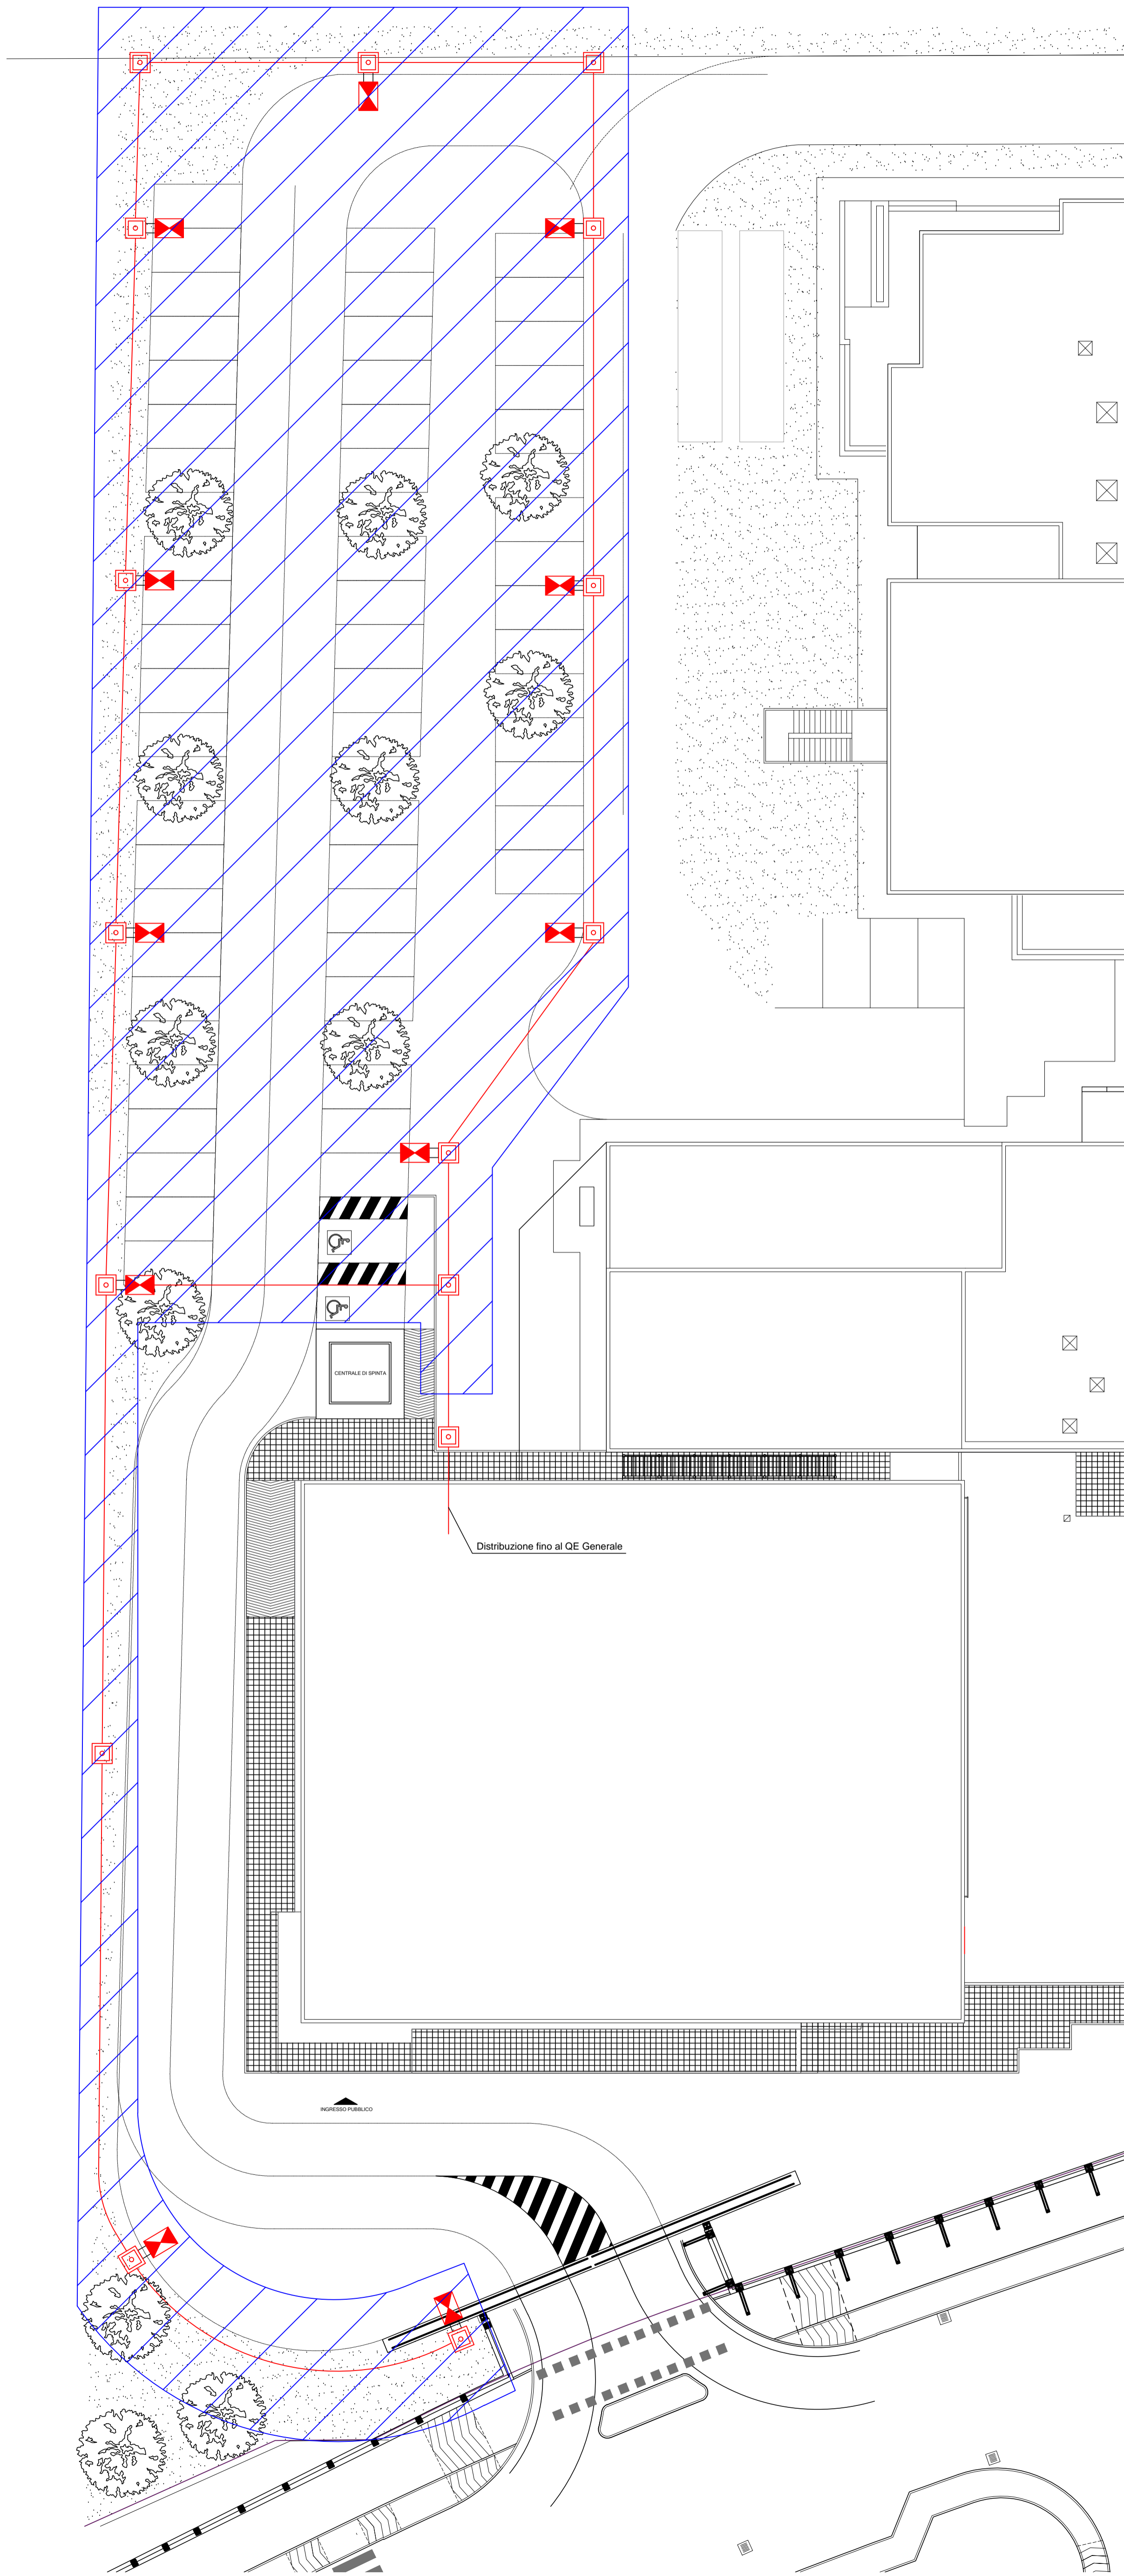 CENTRALE DI SPINTA
Distribuzione fino al QE Generale
INGRESSO PUBBLICO